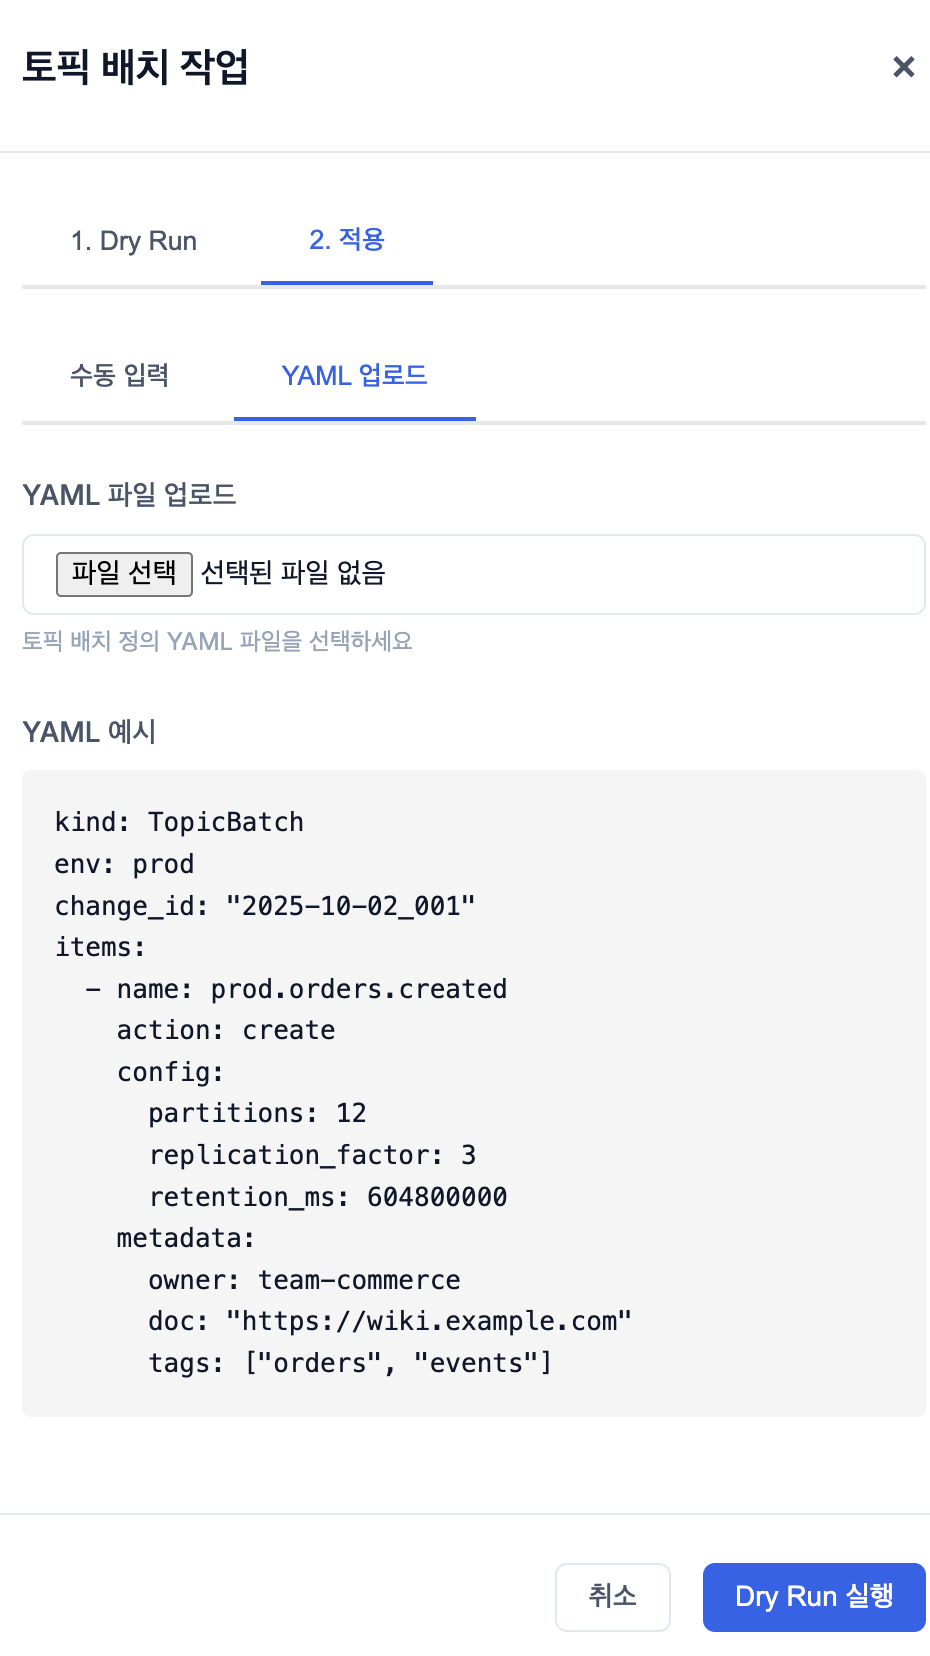 토픽 배치 작업
×
1. Dry Run 2. 적용
수동 입력 YAML 업로드
YAML 파일 업로드
파일 선택 선택된 파일 없음
토픽 배치 정의 YAML 파일을 선택하세요
YAML 예시
kind: TopicBatch
env: prod
change_id: "2025-10-02_001"
items:
  - name: prod.orders.created
    action: create
    config:
      partitions: 12
      replication_factor: 3
      retention_ms: 604800000
    metadata:
      owner: team-commerce
      doc: "https://wiki.example.com"
      tags: ["orders", "events"]
취소 Dry Run 실행